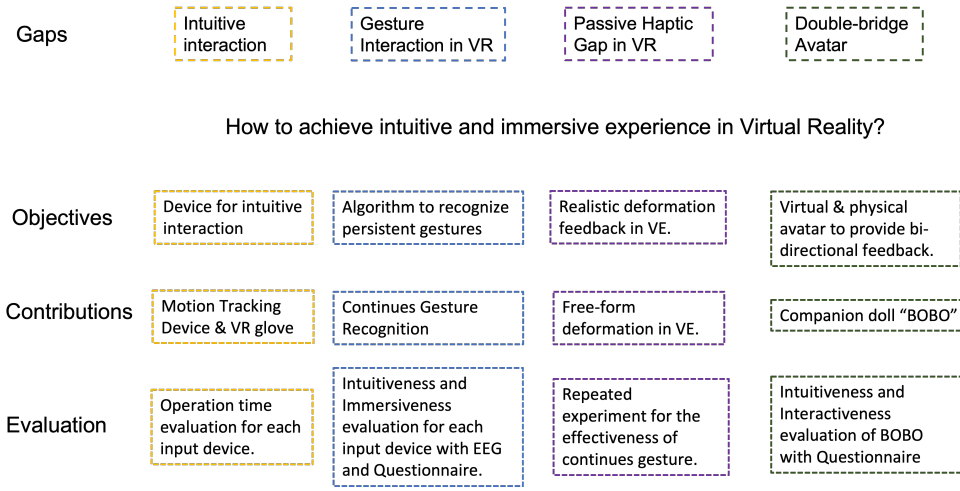 Gaps
Intuitive
interaction
Gesture
Interaction in VR
Passive Haptic
Gap in VR
Double-bridge
Avatar
How to achieve intuitive and immersive experience in Virtual Reality?
Objectives
Device for intuitive
interaction
Algorithm to recognize
persistent gestures
Realistic deformation
feedback in VE.
Virtual & physical
avatar to provide bi-
directional feedback.
Contributions
Motion Tracking
Device & VR glove
Continues Gesture
Recognition
Free-form
deformation in VE.
Companion doll “BOBO”
Evaluation
Operation time
evaluation for each
input device.
Intuitiveness and
Immersiveness
evaluation for each
input device with EEG
and Questionnaire.
Repeated
experiment for the
effectiveness of
continues gesture.
Intuitiveness and
Interactiveness
evaluation of BOBO
with Questionnaire